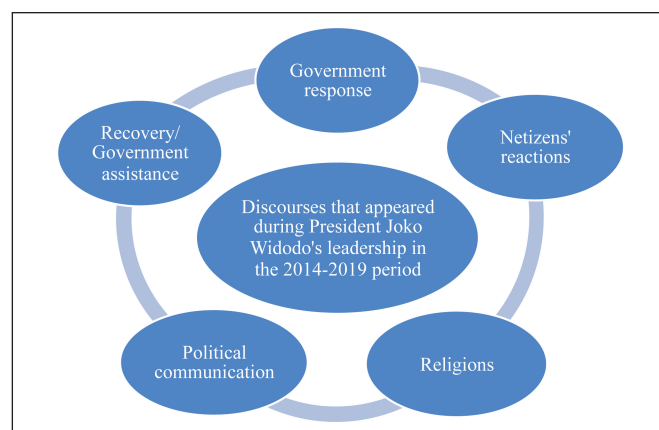 Government
response
Netizens'
reactions
Religions
Political
communication
Recovery/
Government
assistance
Discourses that appeared
during President Joko
Widodo's leadership in
the 2014-2019 period